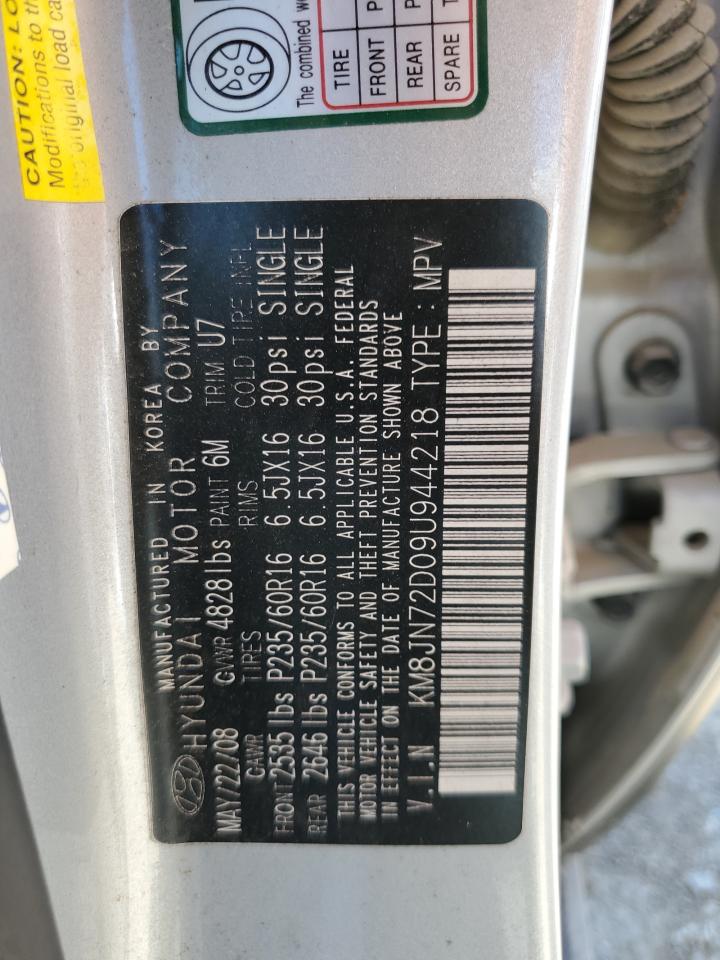 CAUTION: LO
Modifications to th
the original load ca
The combined we
TIRE
FRONT P
REAR P
SPARE T
MANUFACTURED IN KOREA BY
HYUNDAI MOTOR COMPANY
MAY/22/08 GVWR 4828lbs PAINT 6M TRIM U7
GAWR TIRES RIMS COLD TIRE INFL
FRONT 2535lbs P235/60R16 6.5JX16 30psi SINGLE
REAR 2646lbs P235/60R16 6.5JX16 30psi SINGLE
THIS VEHICLE CONFORMS TO ALL APPLICABLE U.S.A. FEDERAL
MOTOR VEHICLE SAFETY AND THEFT PREVENTION STANDARDS
IN EFFECT ON THE DATE OF MANUFACTURE SHOWN ABOVE
V.I.N KM8JN72D09U944218 TYPE : MPV